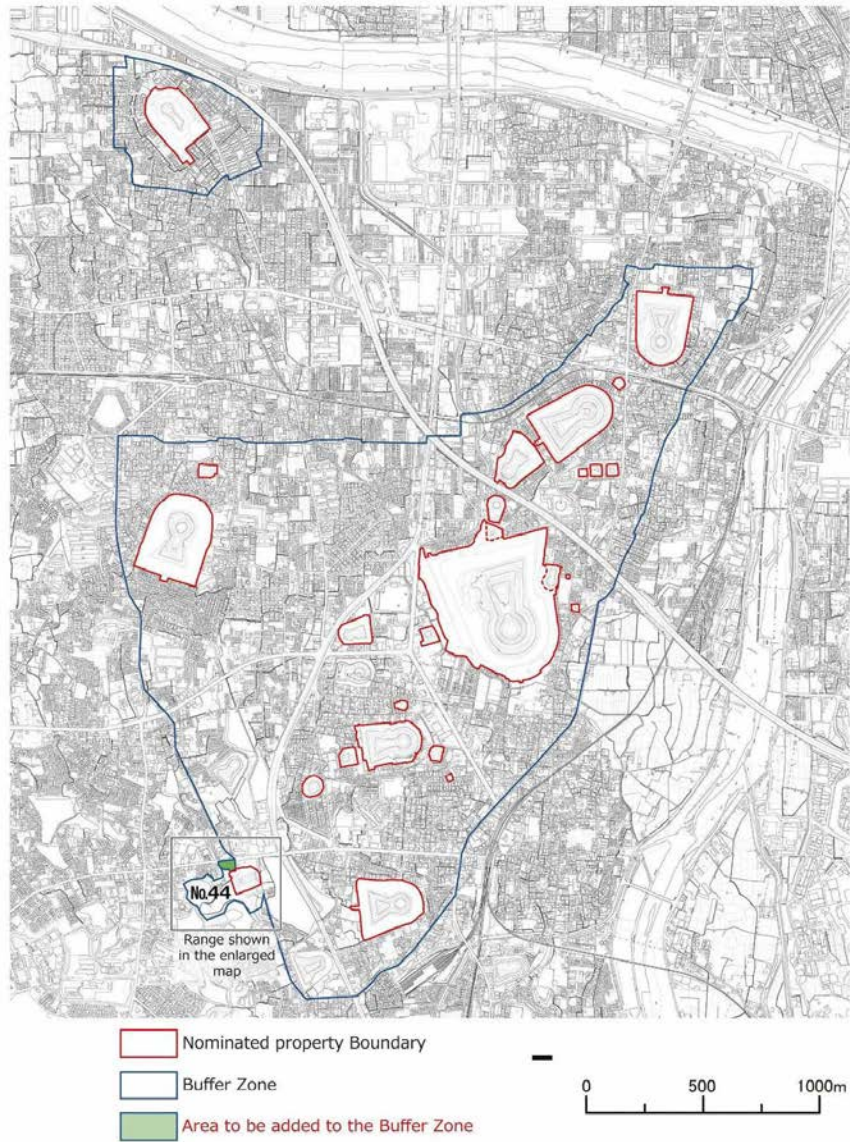 No.44
Range shown
in the enlarged
map
Nominated property Boundary
Buffer Zone
Area to be added to the Buffer Zone
0 500 1000m